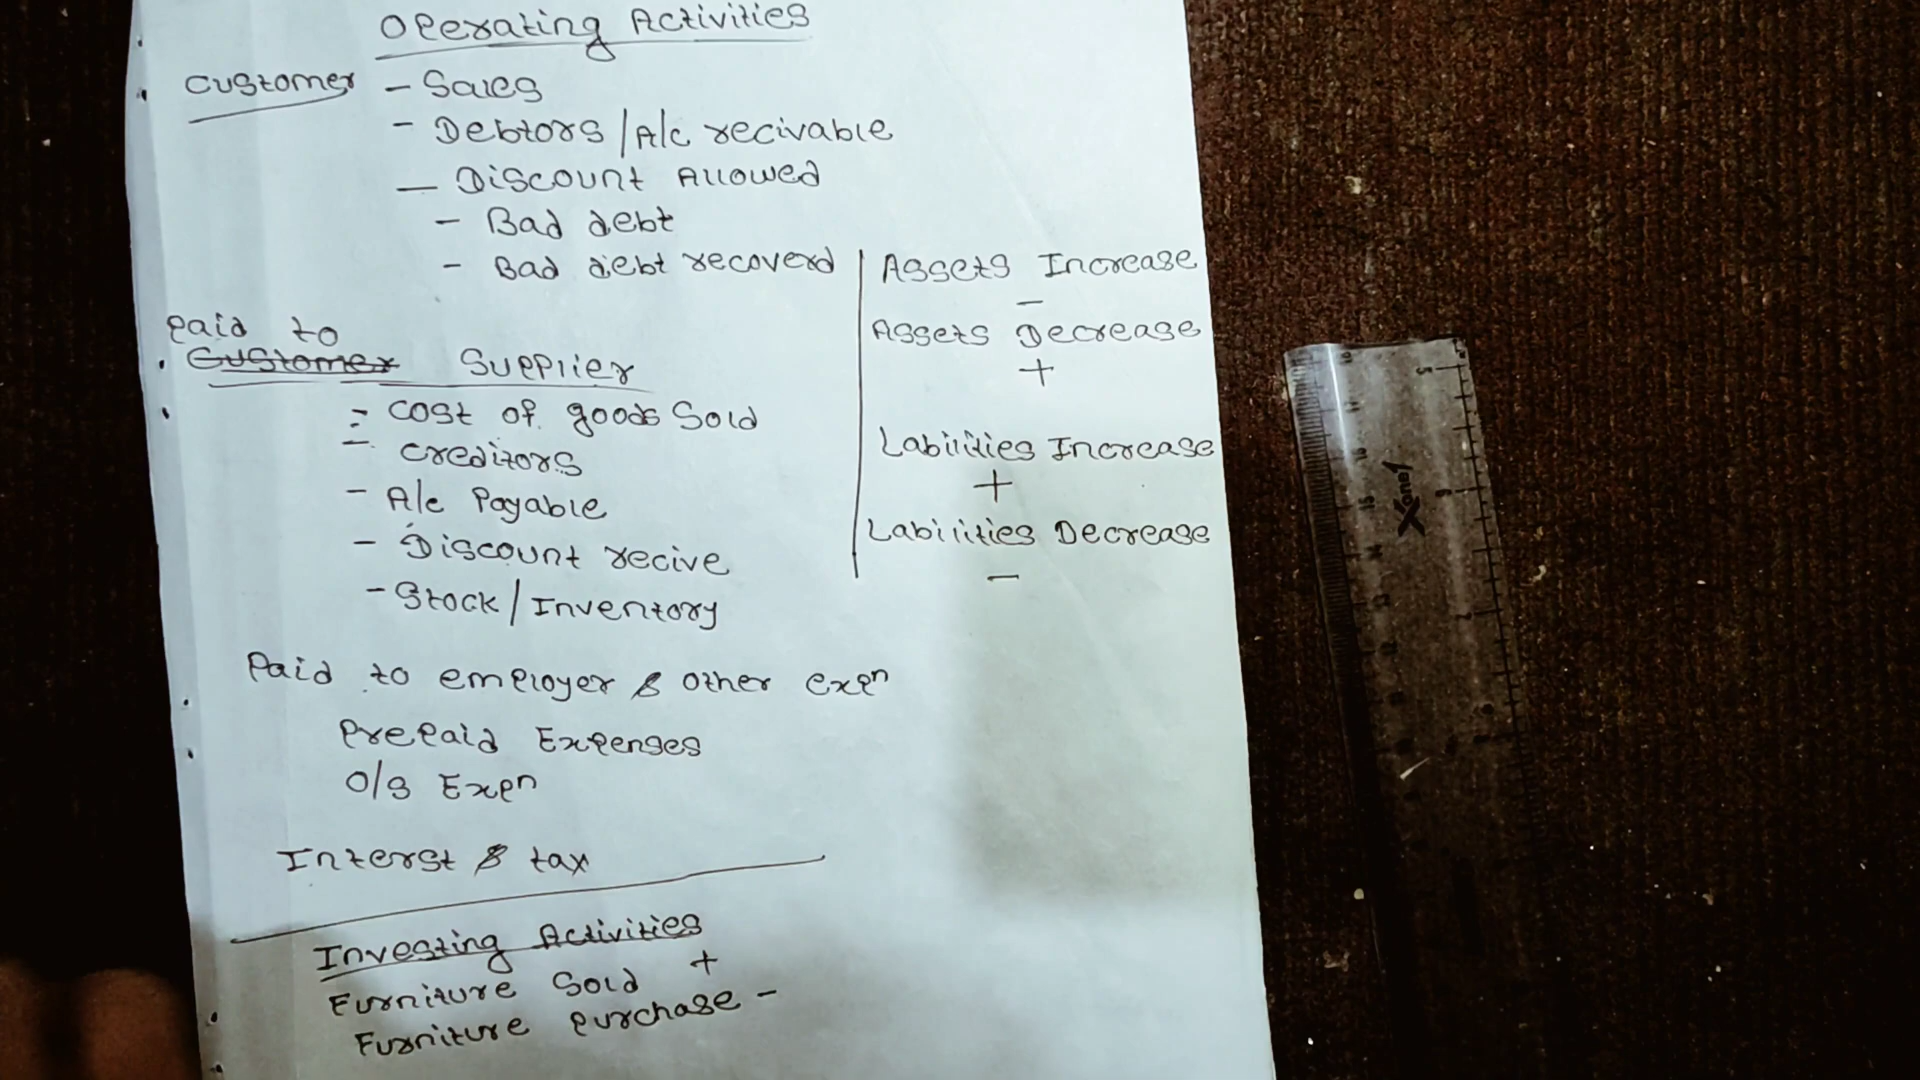 Operating Activities
Customer - Sales
- Debtors / A/c recivable
- Discount Allowed
- Bad debt
- Bad debt recoverd
Assets Increase
-
Assets Decrease
+
Labilities Increase
+
Labilities Decrease
-
Paid to
Customer Supplier
- Cost of goods Sold
- Creditors
- A/c Payable
- Discount recive
- Stock / Inventory
Paid to employer & other expn
Prepaid Expenses
O/s Expn
Interst & tax
Investing Activities
Furniture Sold +
Furniture Purchase -